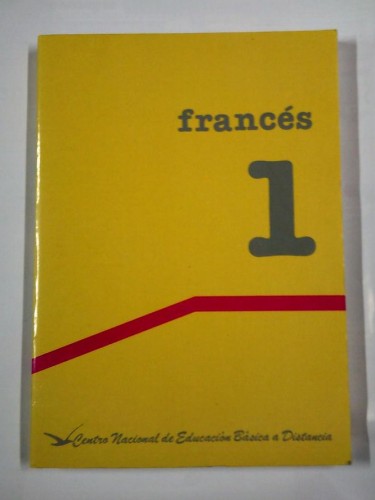 francés
1
Centro Nacional de Educación Básica a Distancia